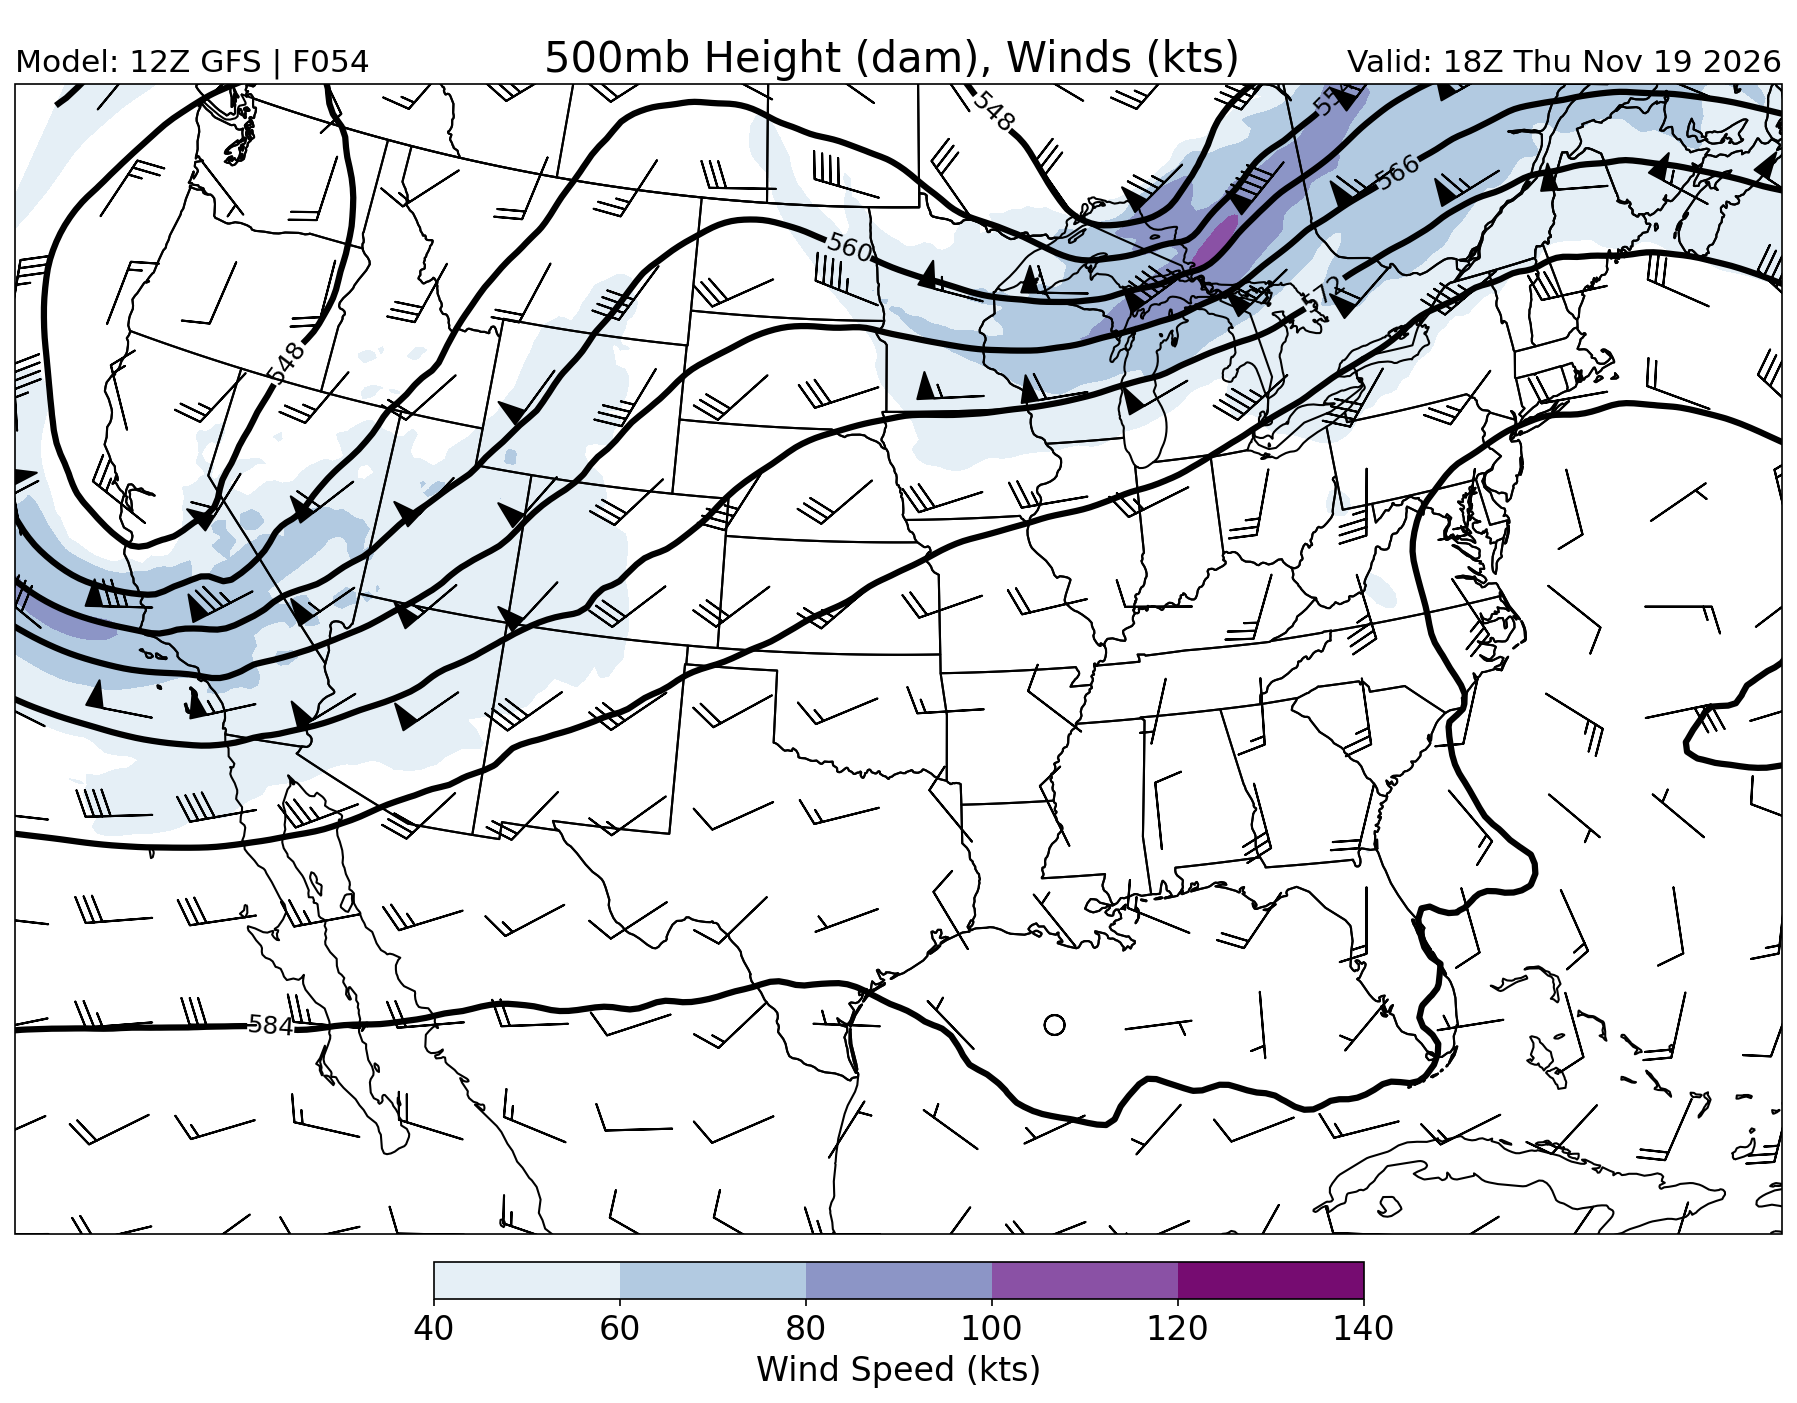 Model: 12Z GFS | F054
500mb Height (dam), Winds (kts)
Valid: 18Z Thu Nov 19 2026
548
566
560
572
548
584
40 60 80 100 120 140
Wind Speed (kts)